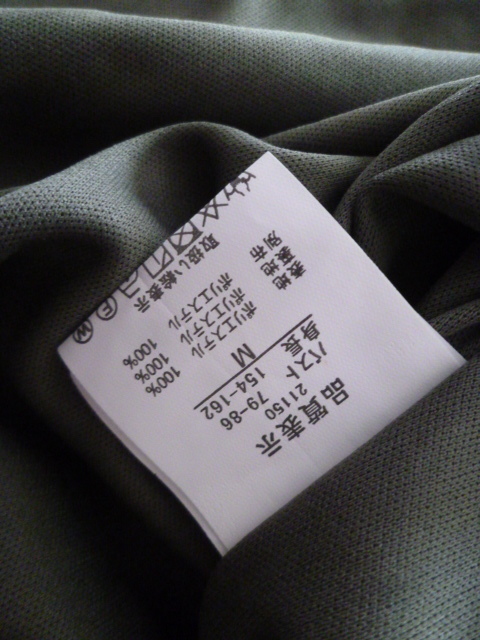 品質表示
21150
バスト 79-86
身長 154-162
M
表地 ポリエステル 100%
裏地 ポリエステル 100%
別布 ポリエステル 100%
取扱い絵表示
F W